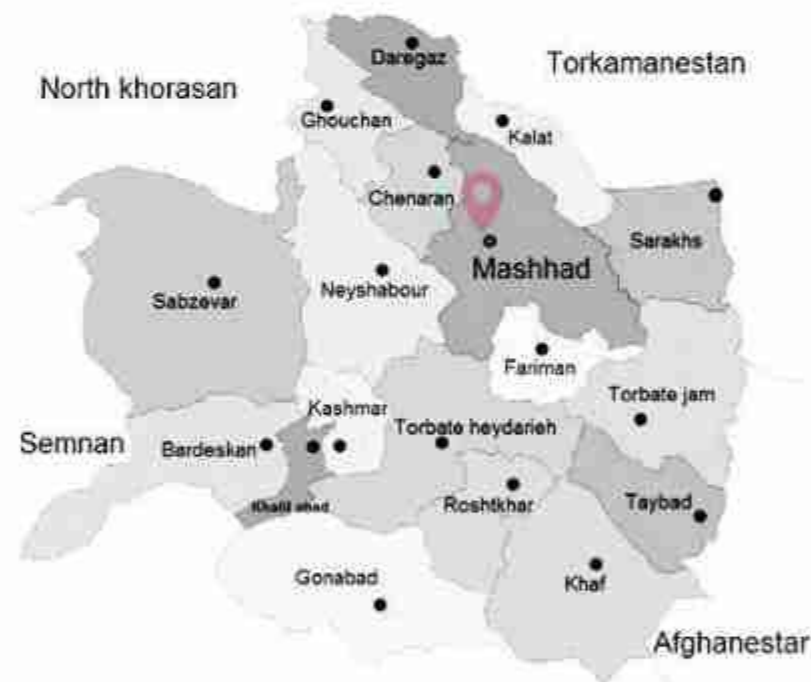 Daregaz
Torkamanestan
North khorasan
Ghouchan
Kalat
Chenaran
Sarakhs
Mashhad
Neyshabour
Sabzevar
Fariman
Torbate jam
Kashmar
Torbate heydarieh
Semnan
Bardeskan
Khalil abad
Roshtkhar
Taybad
Gonabad
Khaf
Afghanestar